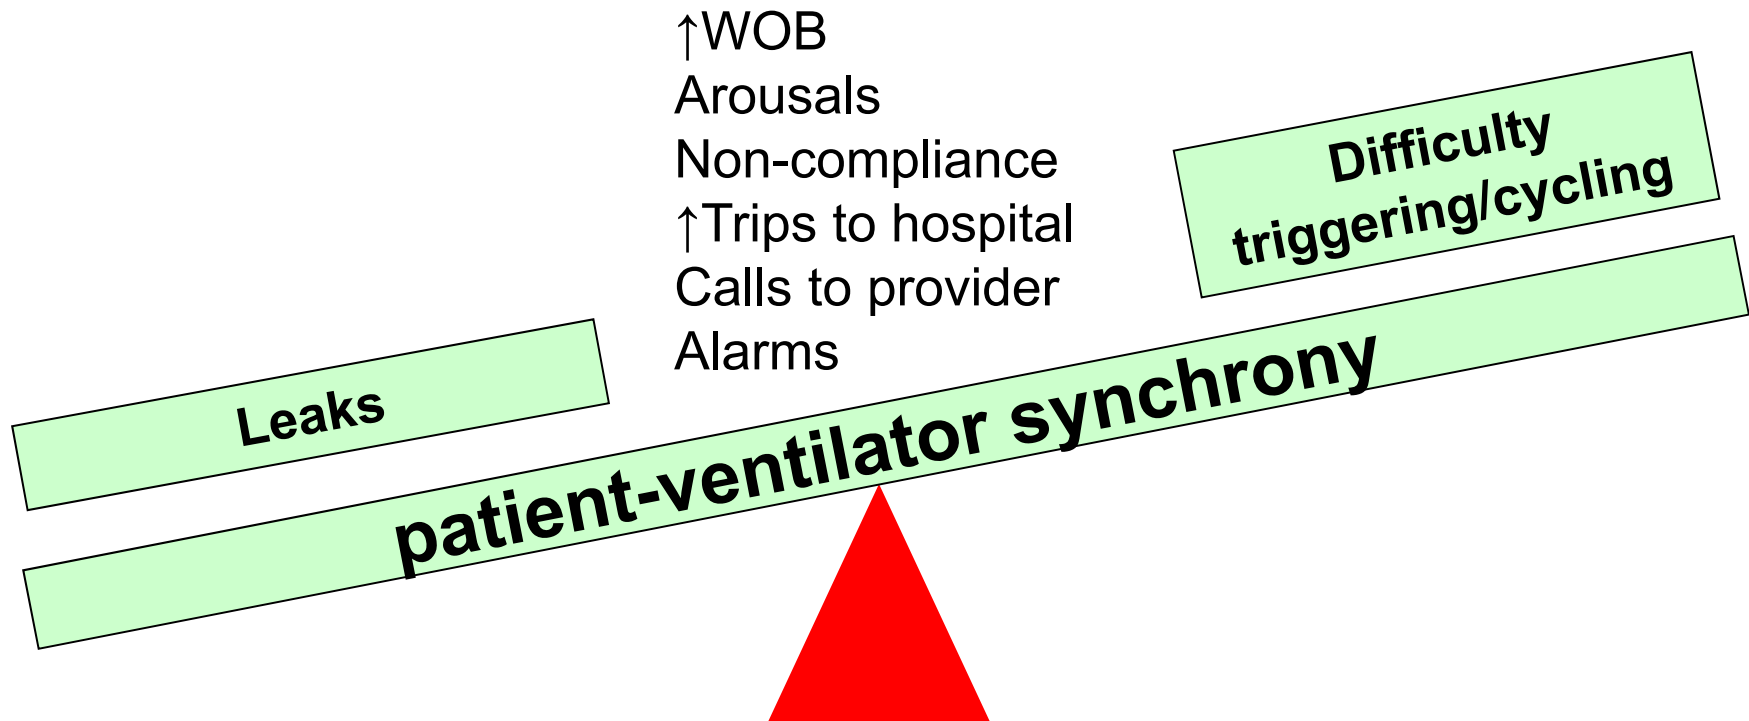 ↑WOB
Arousals
Non-compliance
↑Trips to hospital
Calls to provider
Alarms
Difficulty
triggering/cycling
Leaks
patient-ventilator synchrony